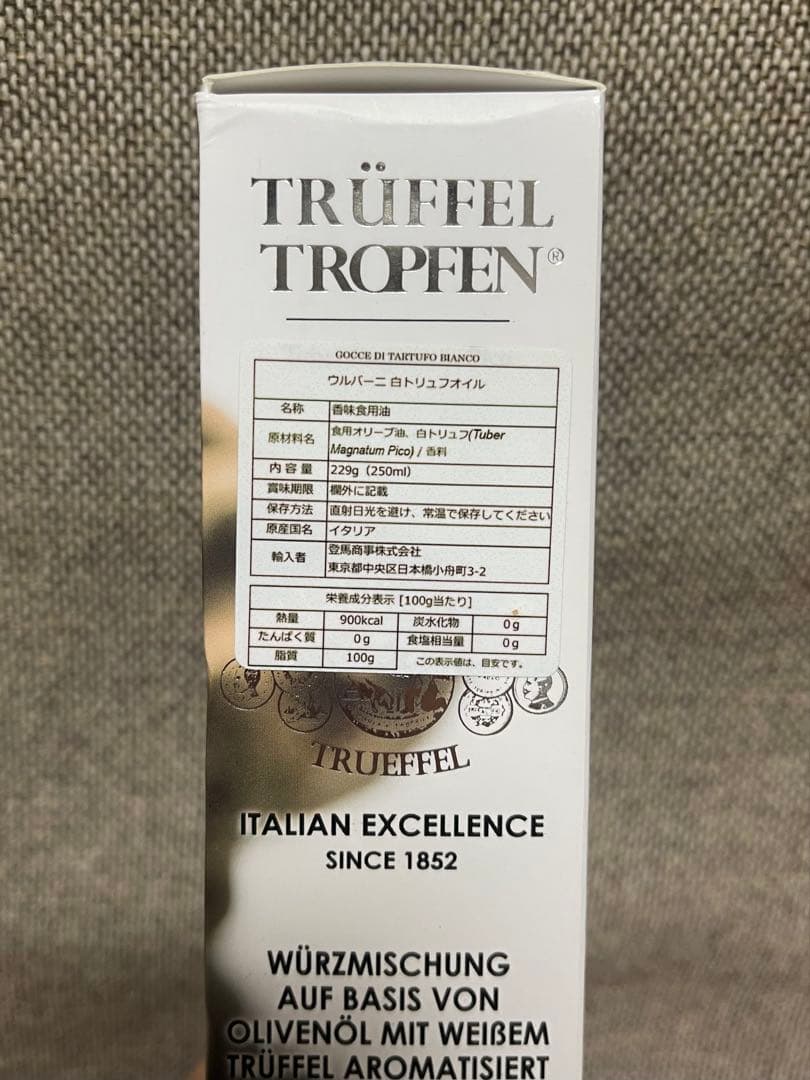 TRÜFFEL
TROPFEN®
GOCCE DI TARTUFO BIANCO
ウルバーニ 白トリュフオイル
名称 香味食用油
原材料名 食用オリーブ油、白トリュフ(Tuber
Magnatum Pico) / 香料
内容量 229g（250ml）
賞味期限 欄外に記載
保存方法 直射日光を避け、常温で保存してください
原産国名 イタリア
輸入者 登馬商事株式会社
東京都中央区日本橋小舟町3-2
栄養成分表示 [100g当たり]
熱量 900kcal 炭水化物 0g
たんぱく質 0g 食塩相当量 0g
脂質 100g この表示値は、目安です。
TRUEFFEL
ITALIAN EXCELLENCE
SINCE 1852
WÜRZMISCHUNG
AUF BASIS VON
OLIVENÖL MIT WEIßEM
TRÜFFEL AROMATISIERT